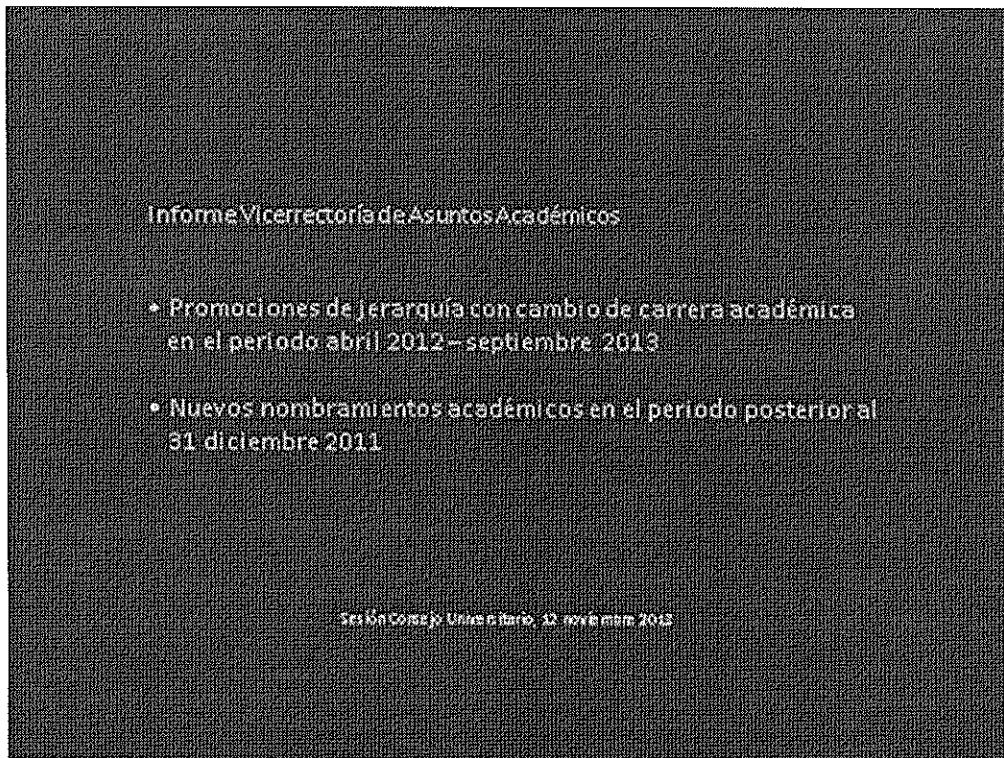 Informe Vicerrectoría de Asuntos Académicos
• Promociones de jerarquía con cambio de carrera académica
en el periodo abril 2012 – septiembre 2013
• Nuevos nombramientos académicos en el periodo posterior al
31 diciembre 2011
Sesión Consejo Universitario, 12 noviembre